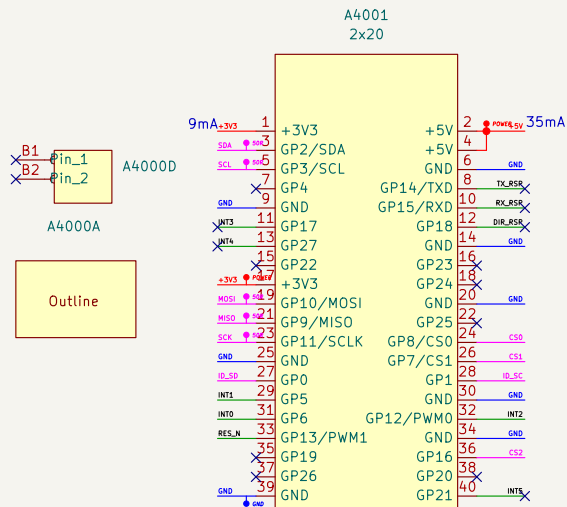 A4001
2x20
9mA +3V3 1 +3V3 +5V 2 POWER +5V 35mA
SDA 50R 3 GP2/SDA +5V 4
B1 Pin_1
SCL 50R 5 GP3/SCL GND 6 GND
A4000D
B2 Pin_2
7 GP4 GP14/TXD 8 TX_RSR
GND 9 GND GP15/RXD 10 RX_RSR
A4000A
INT3 11 GP17 GP18 12 DIR_RSR
INT4 13 GP27 GND 14 GND
15 GP22 GP23 16
+3V3 POWER 17 +3V3 GP24 18
Outline
MOSI 50R 19 GP10/MOSI GND 20 GND
MISO 50R 21 GP9/MISO GP25 22
SCK 50R 23 GP11/SCLK GP8/CS0 24 CS0
GND 25 GND GP7/CS1 26 CS1
ID_SD 27 GP0 GP1 28 ID_SC
INT1 29 GP5 GND 30 GND
INT0 31 GP6 GP12/PWM0 32 INT2
RES_N 33 GP13/PWM1 GND 34 GND
35 GP19 GP16 36 CS2
37 GP26 GP20 38
GND 39 GND GP21 40 INT5
GND